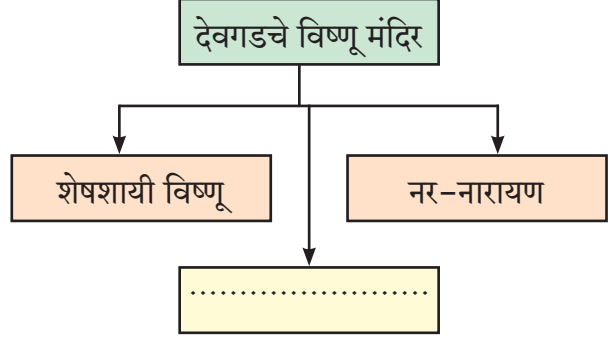 देवगडचे विष्णू मंदिर
शेषशायी विष्णू
नर-नारायण
........................